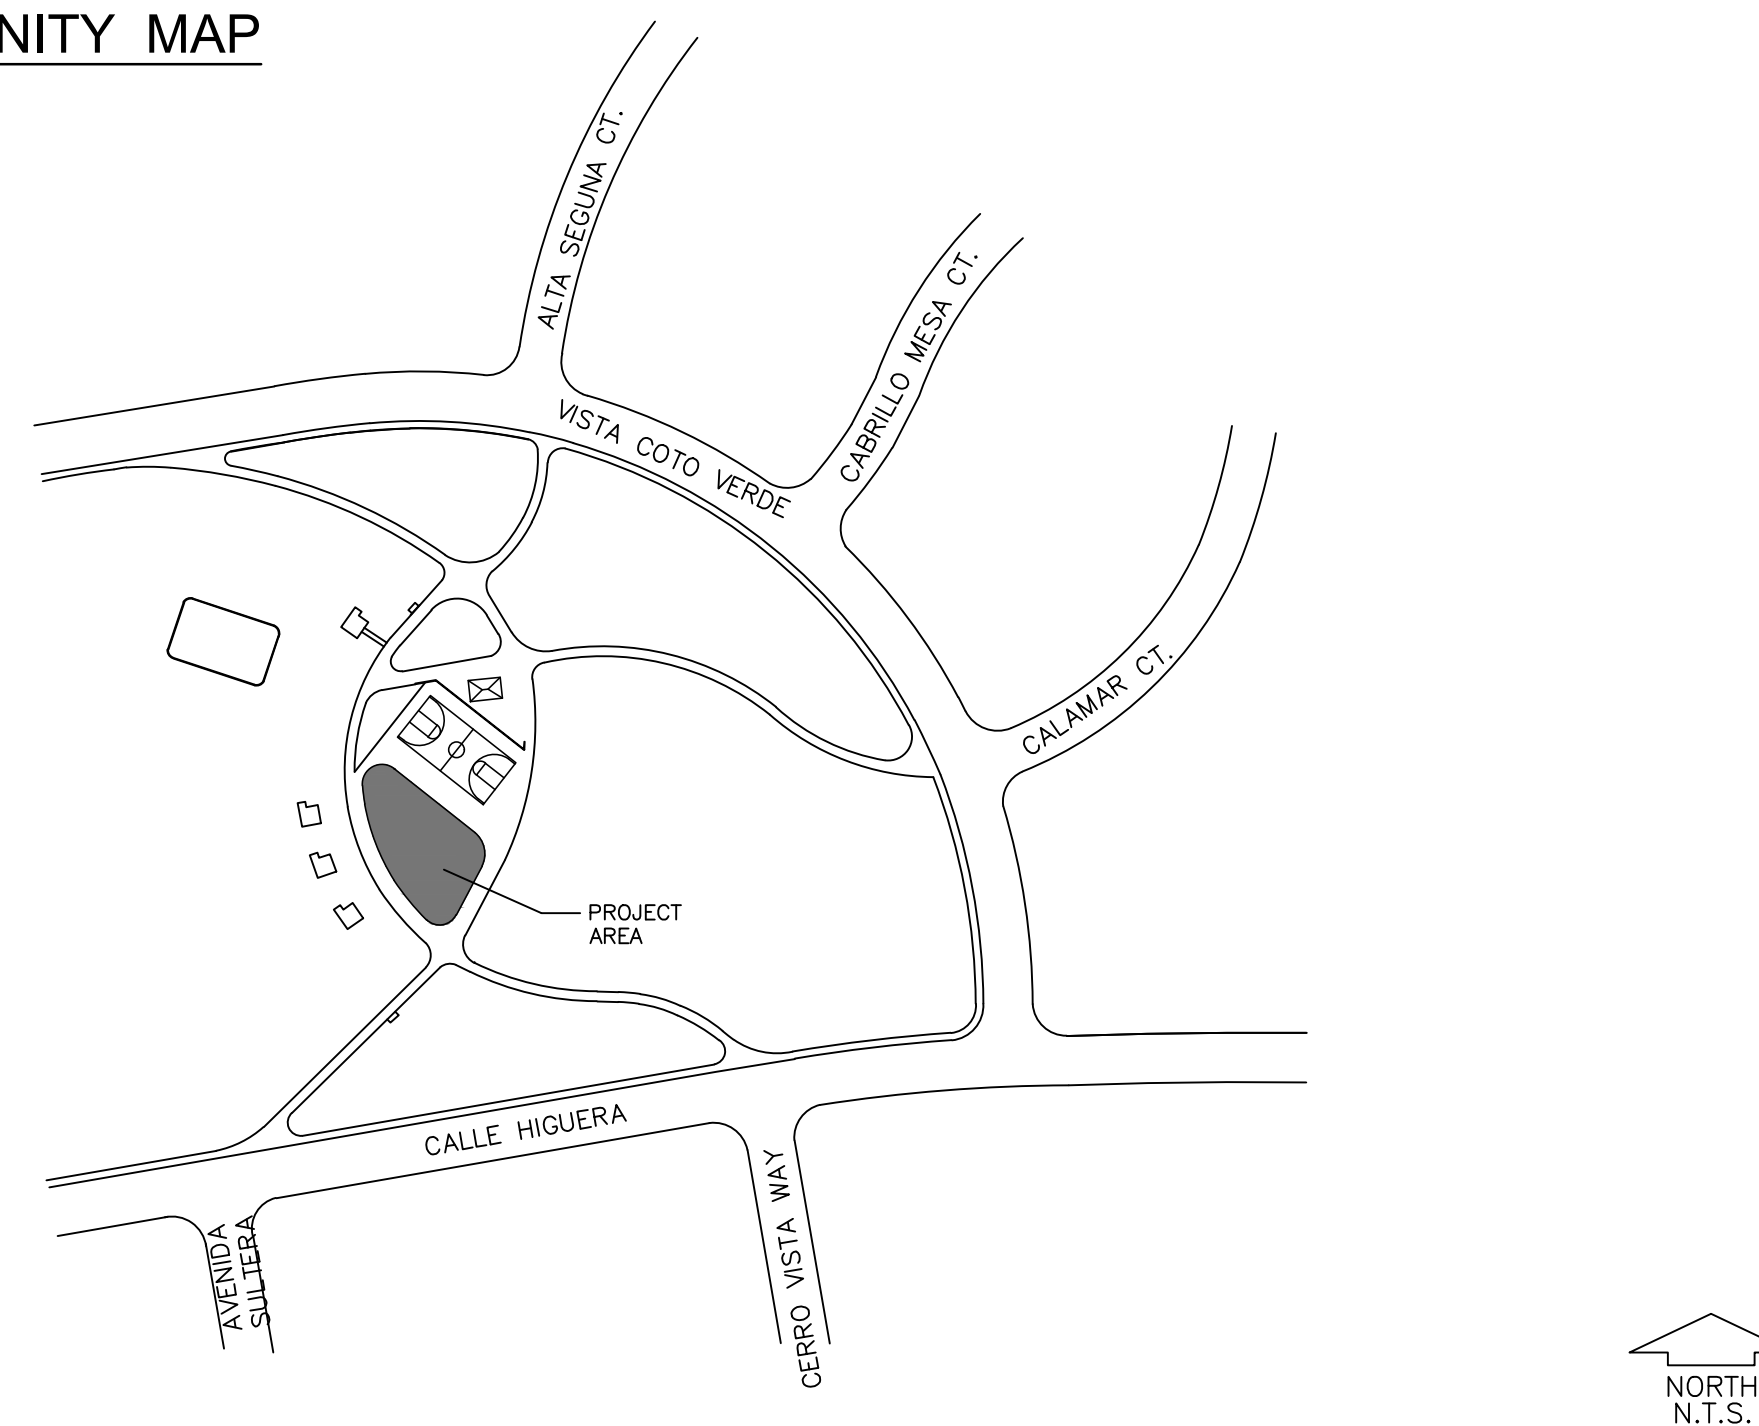 NITY MAP
ALTA SEGUNA CT.
CABRILLO MESA CT.
VISTA COTO VERDE
CALAMAR CT.
PROJECT
AREA
CALLE HIGUERA
AVENIDA
SULTERA
CERRO VISTA WAY
NORTH
N.T.S.